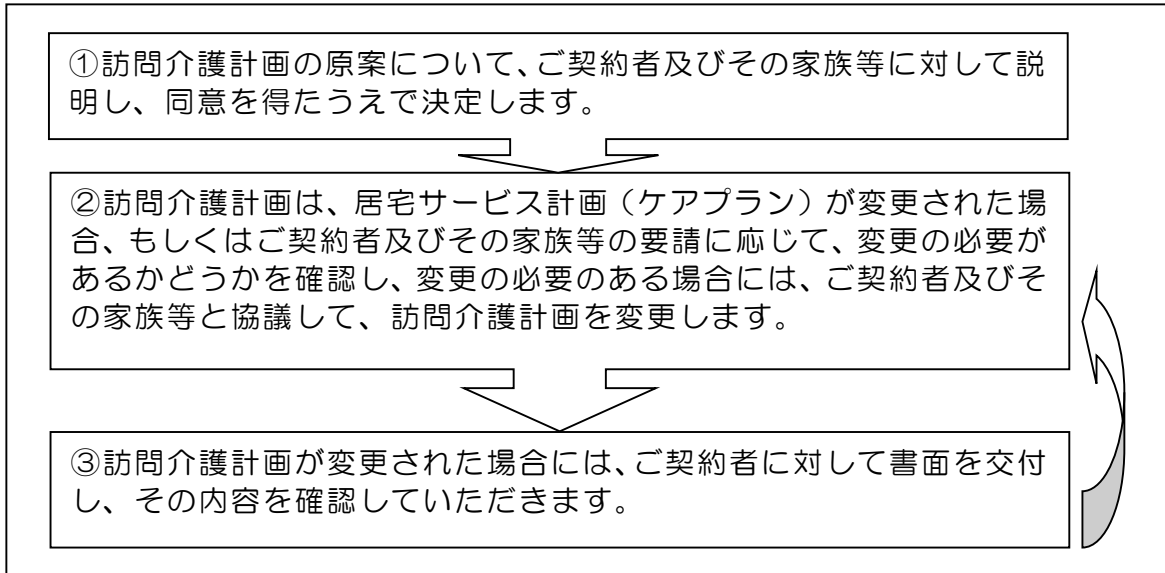 ①訪問介護計画の原案について、ご契約者及びその家族等に対して説
明し、同意を得たうえで決定します。
②訪問介護計画は、居宅サービス計画（ケアプラン）が変更された場
合、もしくはご契約者及びその家族等の要請に応じて、変更の必要が
あるかどうかを確認し、変更の必要のある場合には、ご契約者及びそ
の家族等と協議して、訪問介護計画を変更します。
③訪問介護計画が変更された場合には、ご契約者に対して書面を交付
し、その内容を確認していただきます。